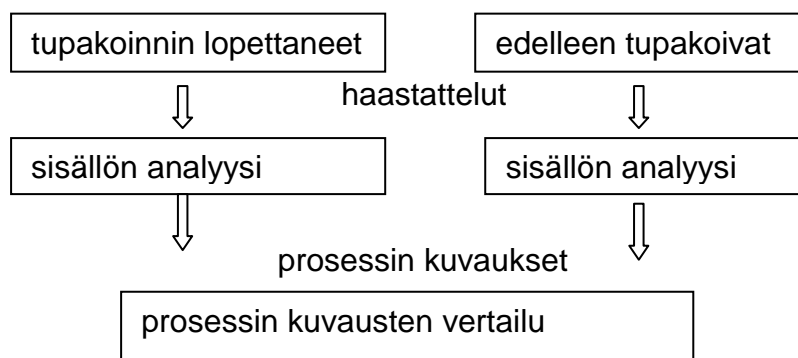 tupakoinnin lopettaneet
edelleen tupakoivat
haastattelut
sisällön analyysi
sisällön analyysi
prosessin kuvaukset
prosessin kuvausten vertailu